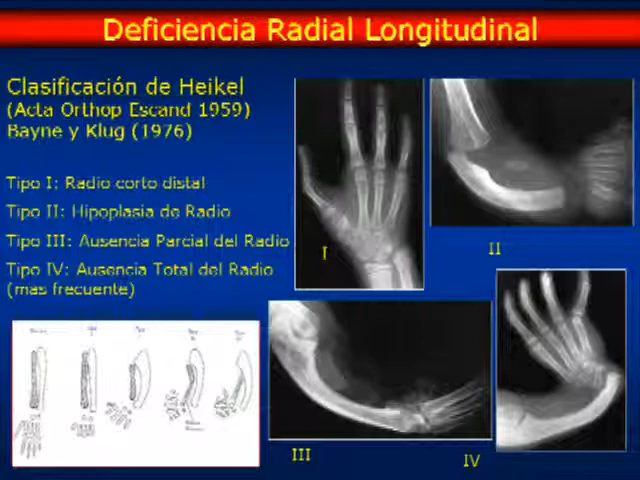 Deficiencia Radial Longitudinal
Clasificación de Heikel
(Acta Orthop Escand 1959)
Bayne y Klug (1976)
Tipo I: Radio corto distal
Tipo II: Hipoplasia de Radio
Tipo III: Ausencia Parcial del Radio
Tipo IV: Ausencia Total del Radio
(mas frecuente)
I
II
III
IV